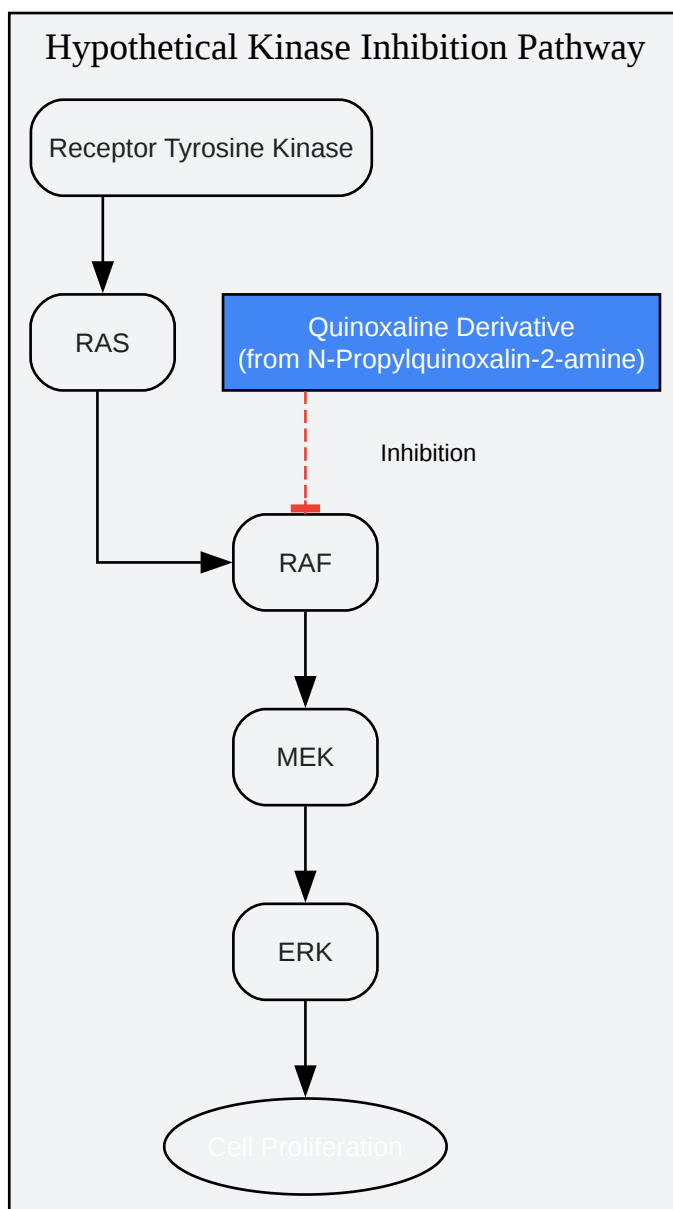 Hypothetical Kinase Inhibition Pathway
Receptor Tyrosine Kinase
RAS
Quinoxaline Derivative
(from N-Propylquinoxalin-2-amine)
Inhibition
RAF
MEK
ERK
Cell Proliferation